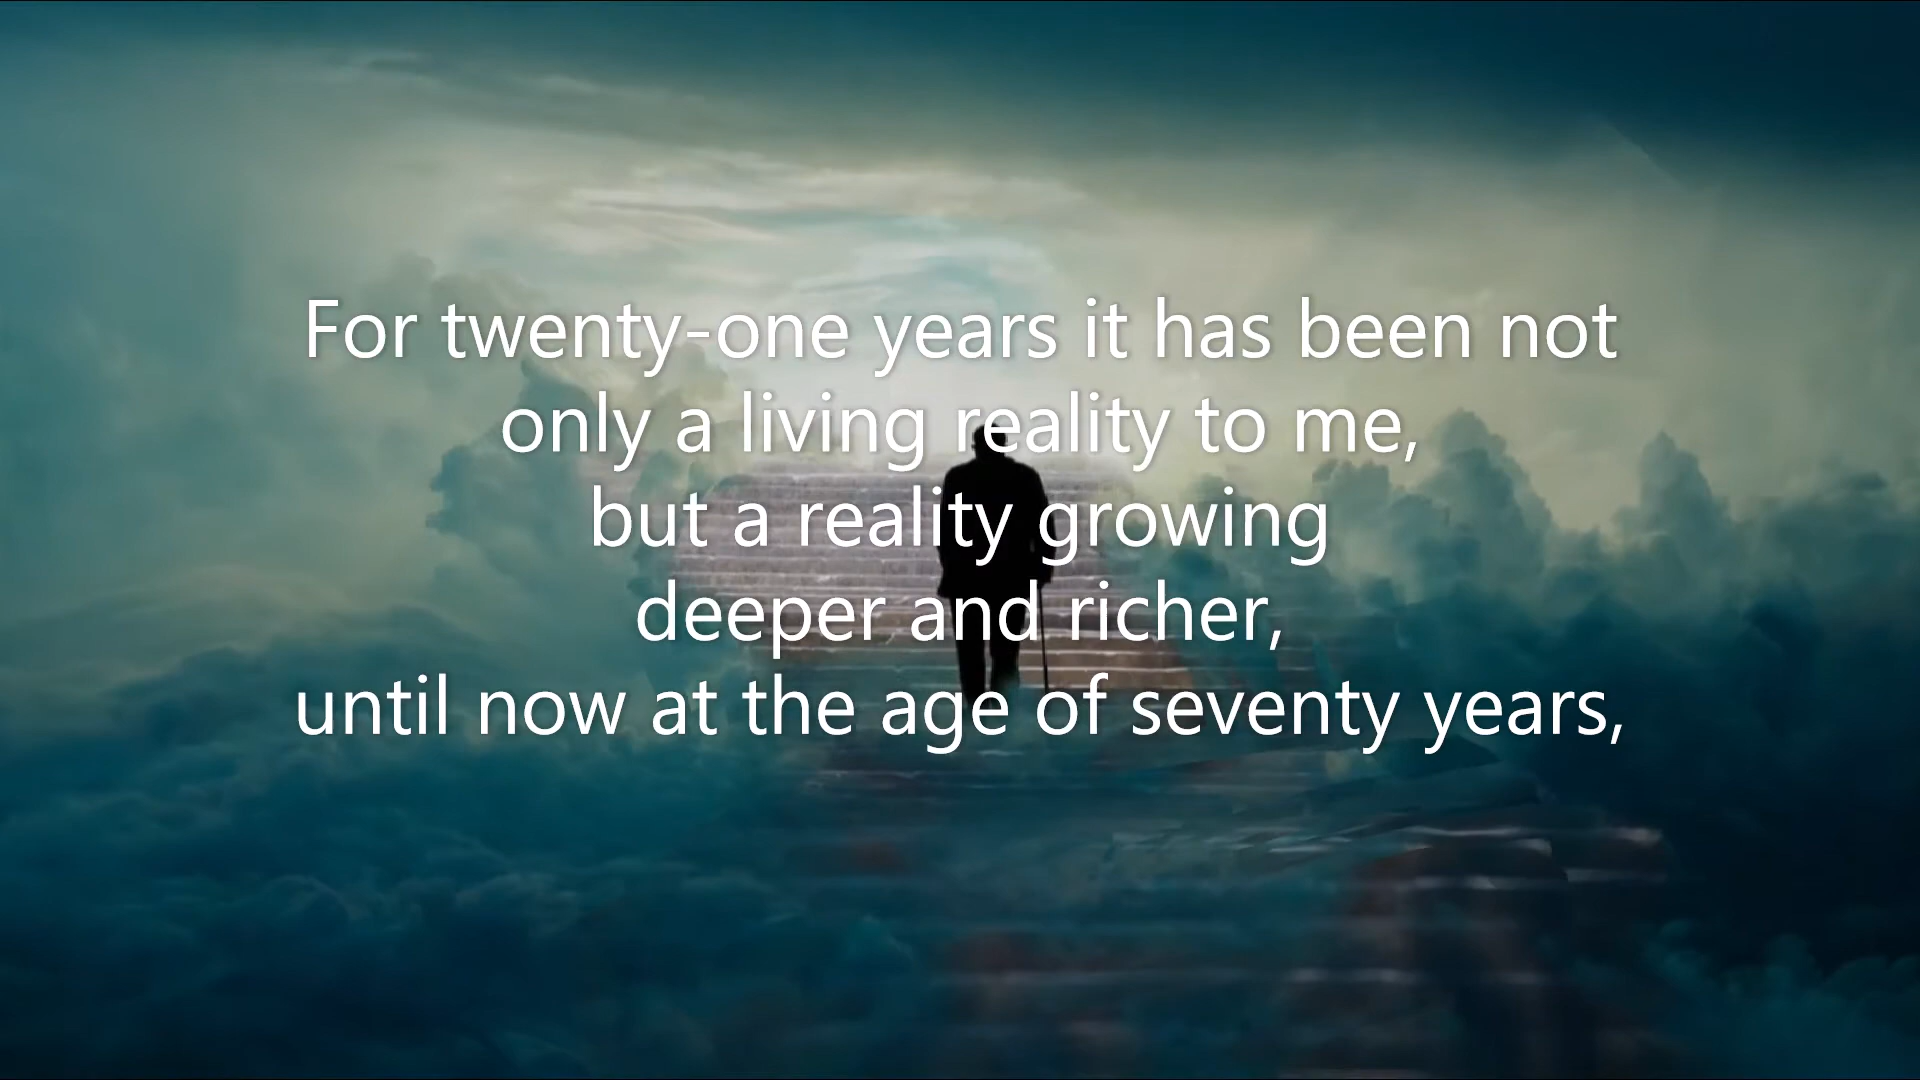 For twenty-one years it has been not
only a living reality to me,
but a reality growing
deeper and richer,
until now at the age of seventy years,